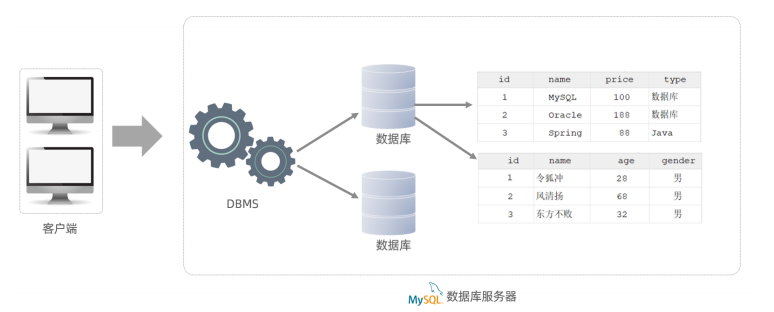 客户端
DBMS
数据库
数据库
id name price type
1 MySQL 100 数据库
2 Oracle 188 数据库
3 Spring 88 Java
id name age gender
1 令狐冲 28 男
2 风清扬 68 男
3 东方不败 32 男
MySQL 数据库服务器